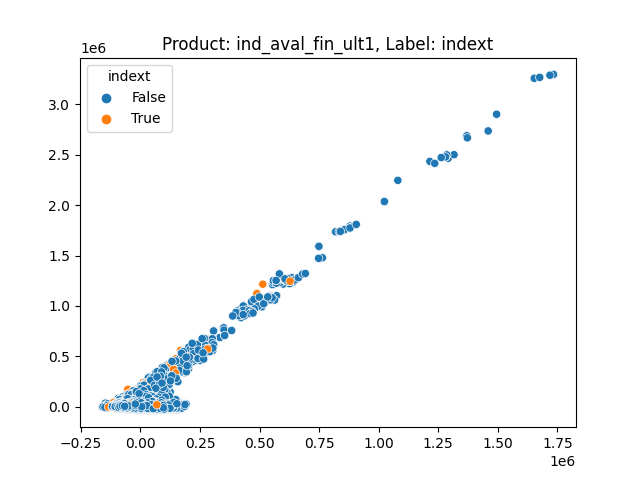 Product: ind_aval_fin_ult1, Label: indext
1e6
indext
False
True
3.0
2.5
2.0
1.5
1.0
0.5
0.0
−0.25 0.00 0.25 0.50 0.75 1.00 1.25 1.50 1.75
1e6